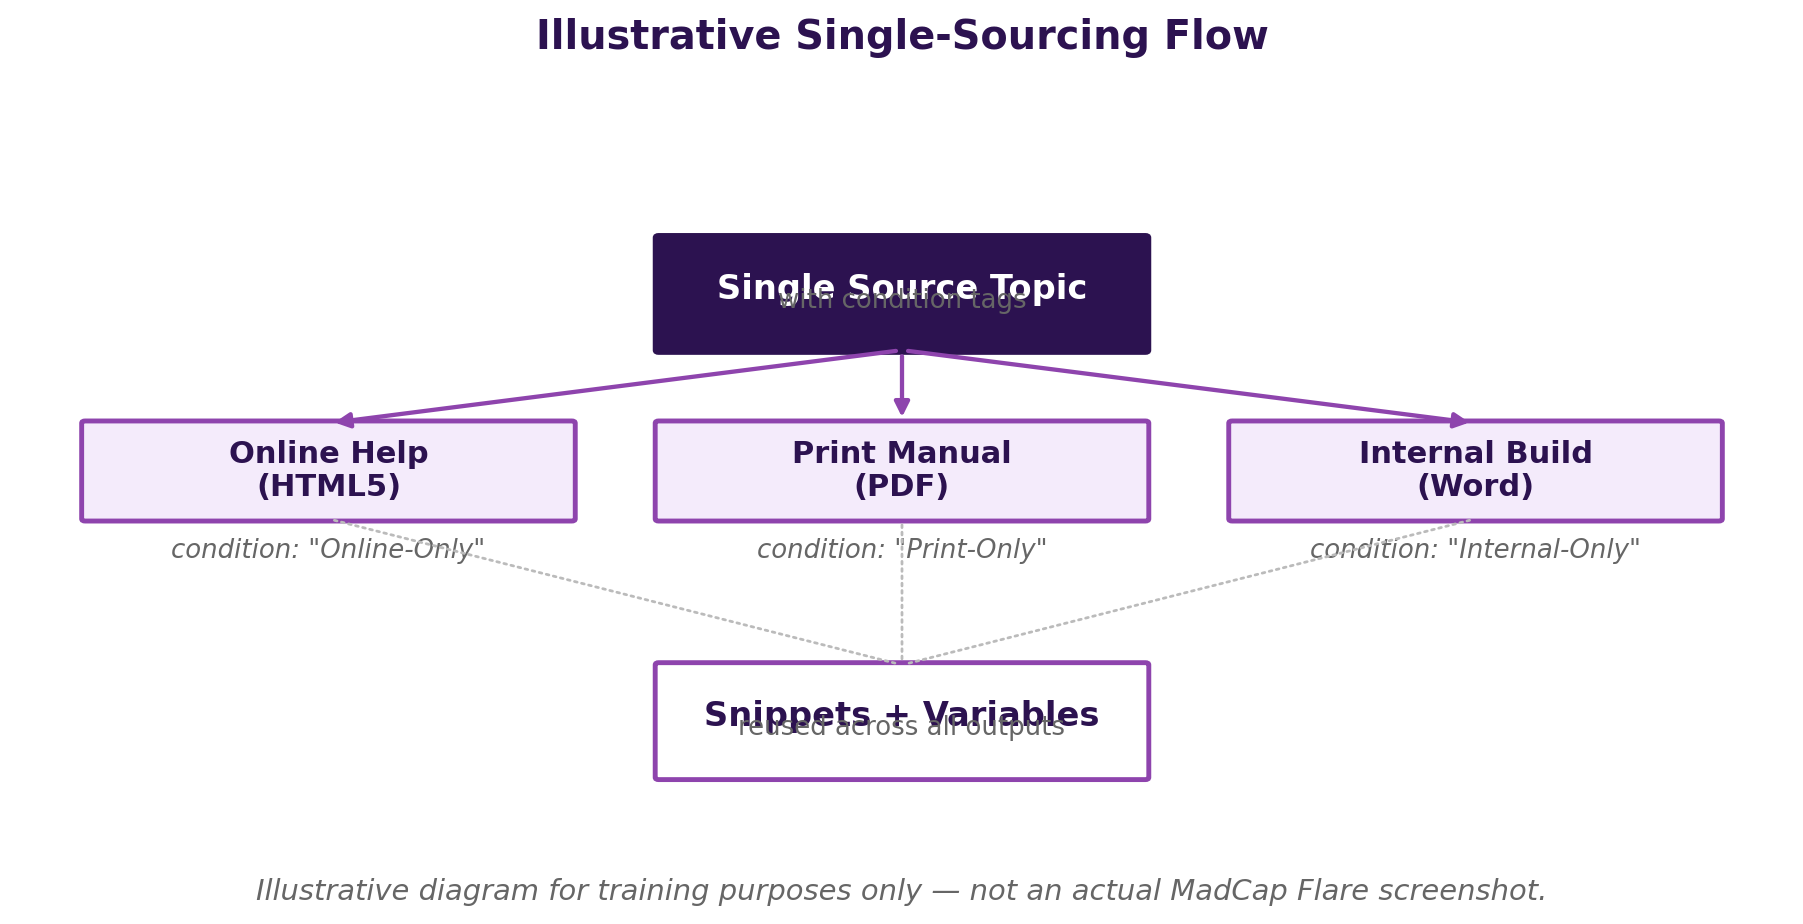 Illustrative Single-Sourcing Flow
Single Source Topic
with condition tags
Online Help
(HTML5)
Print Manual
(PDF)
Internal Build
(Word)
condition: "Online-Only"
condition: "Print-Only"
condition: "Internal-Only"
Snippets + Variables
reused across all outputs
Illustrative diagram for training purposes only — not an actual MadCap Flare screenshot.